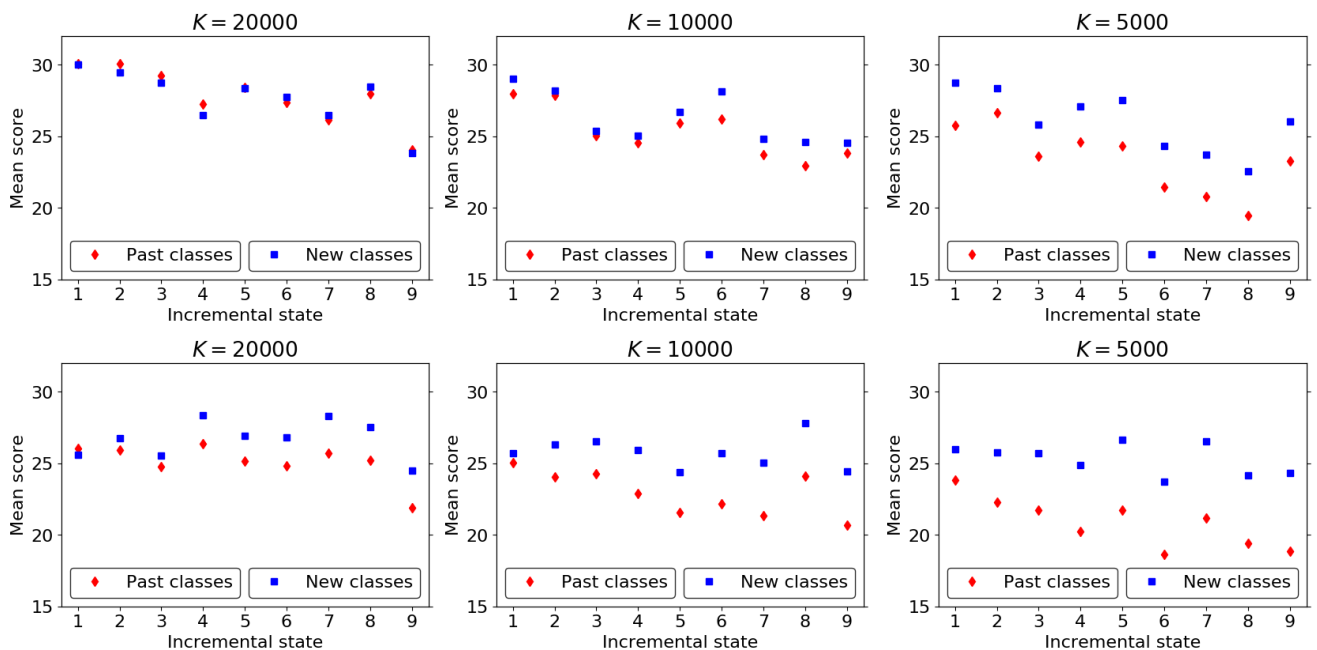 K = 20000
Mean score
30
25
20
15
Past classes
New classes
1 2 3 4 5 6 7 8 9
Incremental state
K = 10000
Mean score
30
25
20
15
Past classes
New classes
1 2 3 4 5 6 7 8 9
Incremental state
K = 5000
Mean score
30
25
20
15
Past classes
New classes
1 2 3 4 5 6 7 8 9
Incremental state
K = 20000
Mean score
30
25
20
15
Past classes
New classes
1 2 3 4 5 6 7 8 9
Incremental state
K = 10000
Mean score
30
25
20
15
Past classes
New classes
1 2 3 4 5 6 7 8 9
Incremental state
K = 5000
Mean score
30
25
20
15
Past classes
New classes
1 2 3 4 5 6 7 8 9
Incremental state